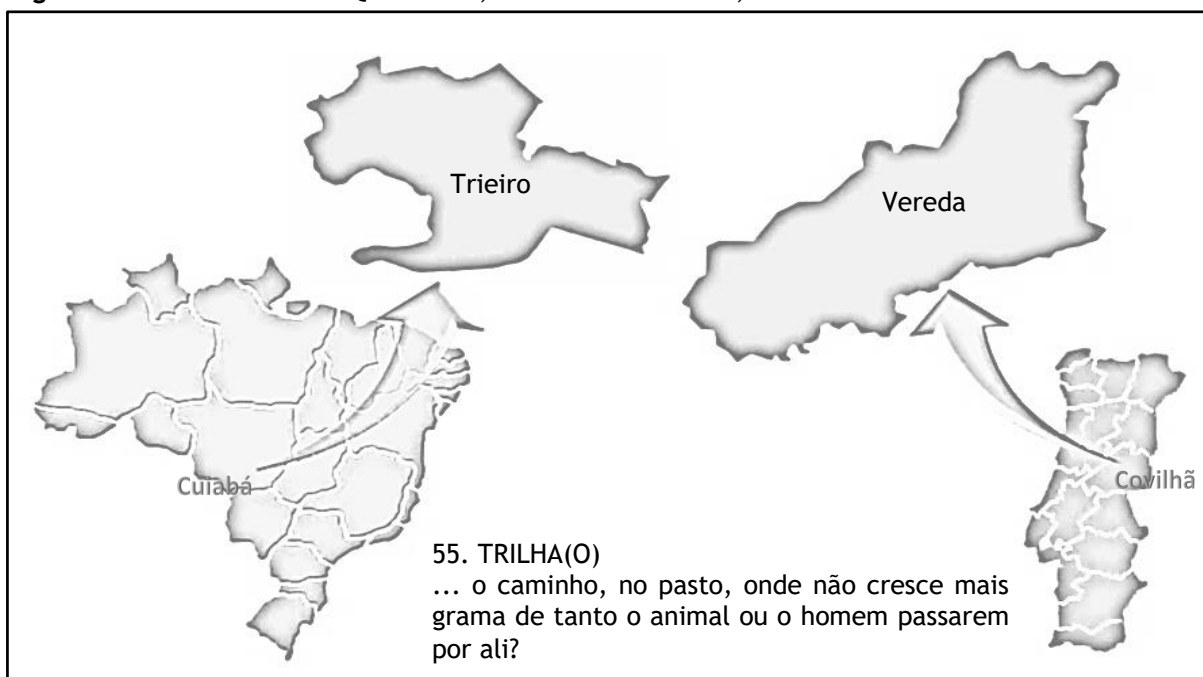 Trieiro
Vereda
Cuiabá
Covilhã
55. TRILHA(O)
... o caminho, no pasto, onde não cresce mais
grama de tanto o animal ou o homem passarem
por ali?